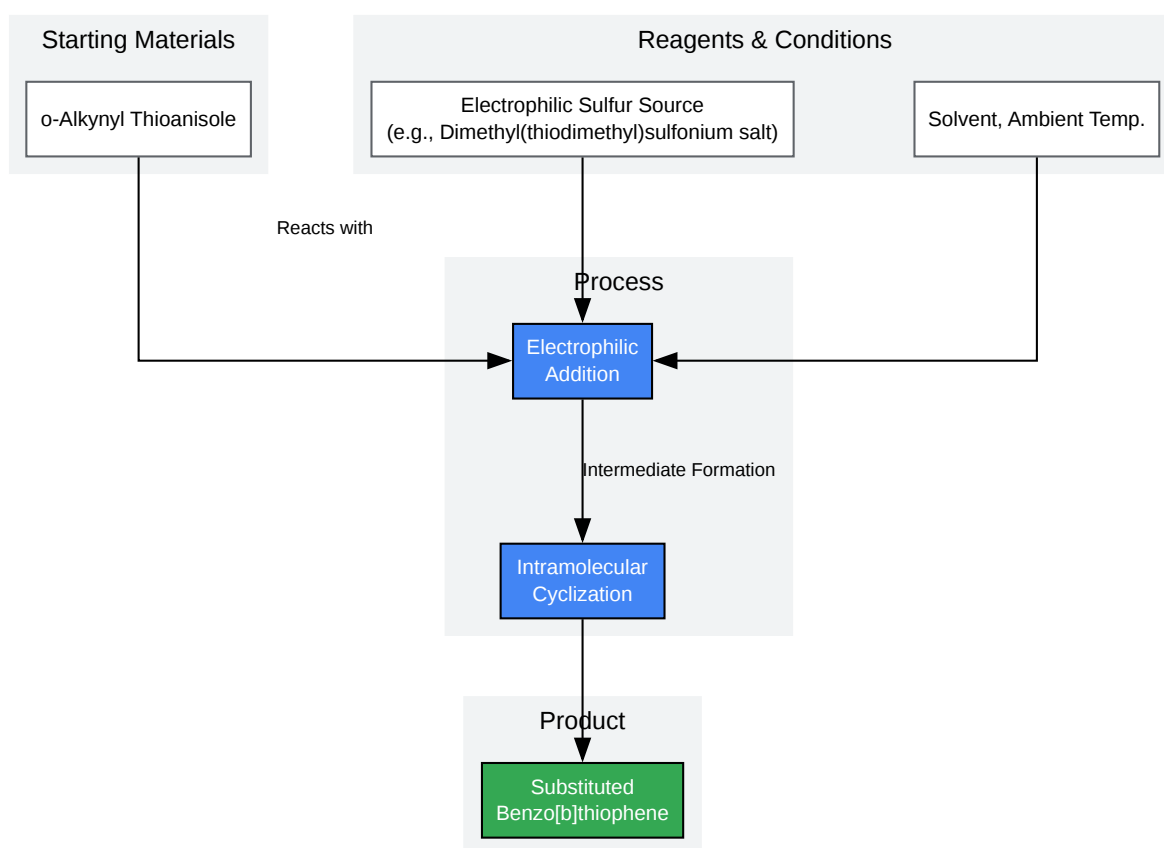 Starting Materials
Reagents & Conditions
o-Alkynyl Thioanisole
Electrophilic Sulfur Source
(e.g., Dimethyl(thiodimethyl)sulfonium salt)
Solvent, Ambient Temp.
Reacts with
Process
Electrophilic
Addition
Intermediate Formation
Intramolecular
Cyclization
Product
Substituted
Benzo[b]thiophene